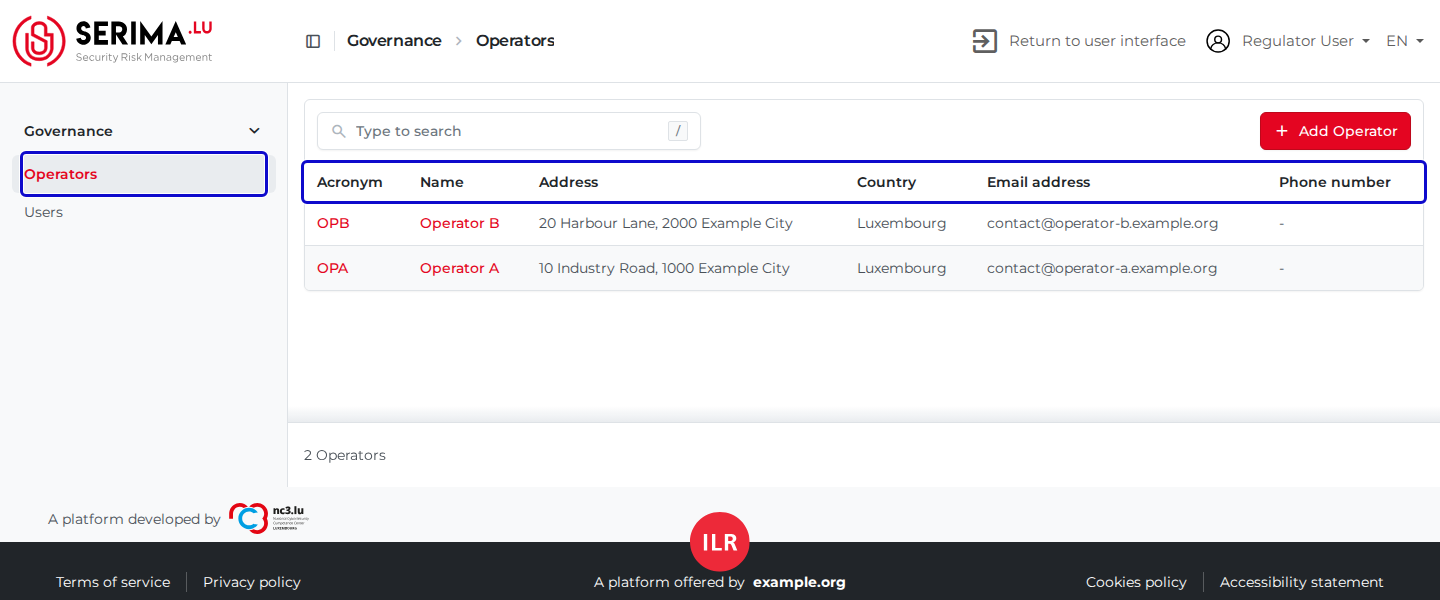 SERIMA.LU
Security Risk Management
Governance > Operators
Return to user interface
Regulator User
EN
Governance
Operators
Users
Type to search /
+ Add Operator
Acronym Name Address Country Email address Phone number
OPB Operator B 20 Harbour Lane, 2000 Example City Luxembourg contact@operator-b.example.org -
OPA Operator A 10 Industry Road, 1000 Example City Luxembourg contact@operator-a.example.org -
2 Operators
A platform developed by nc3.lu
ILR
Terms of service Privacy policy
A platform offered by example.org
Cookies policy Accessibility statement